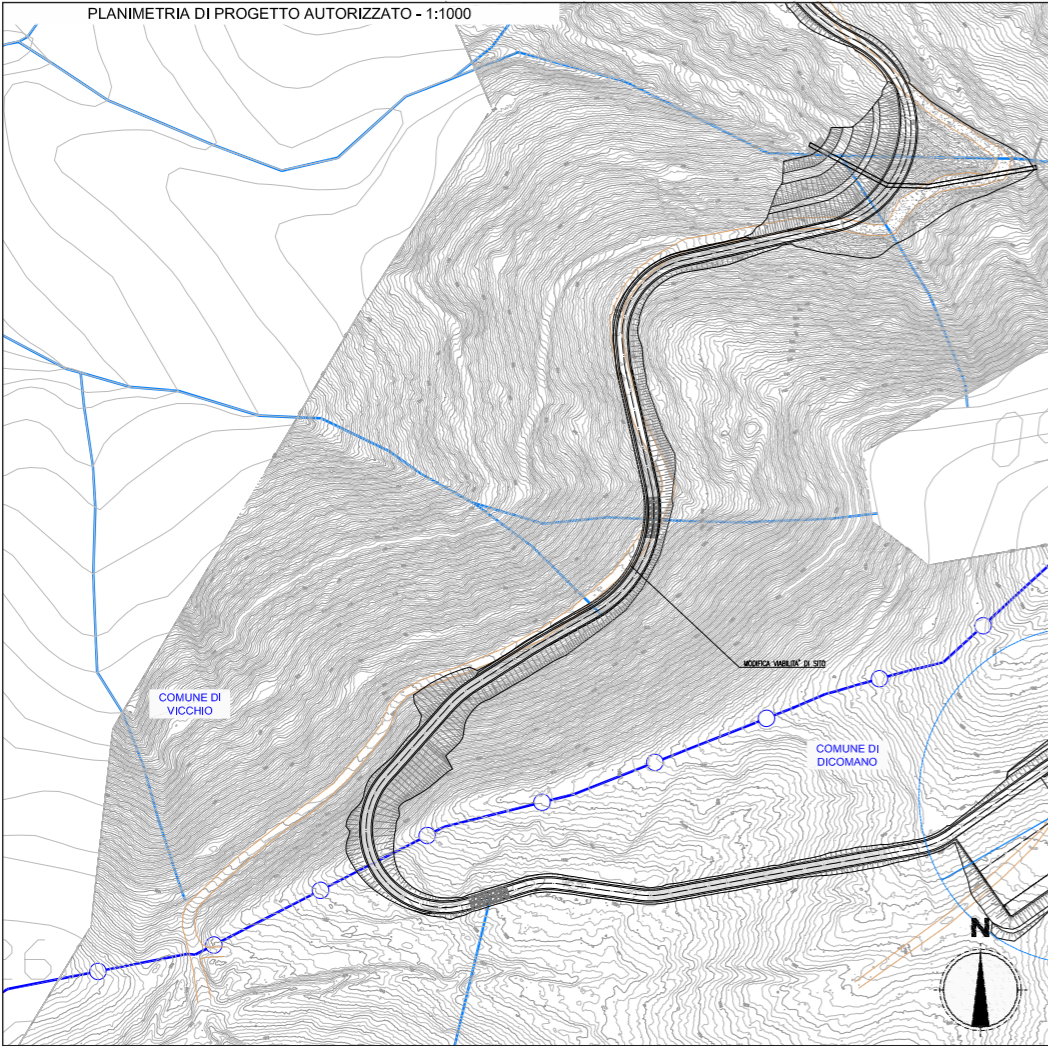 PLANIMETRIA DI PROGETTO AUTORIZZATO - 1:1000
MODIFICA VIABILITA' DI SITO
COMUNE DI
VICCHIO
COMUNE DI
DICOMANO
N